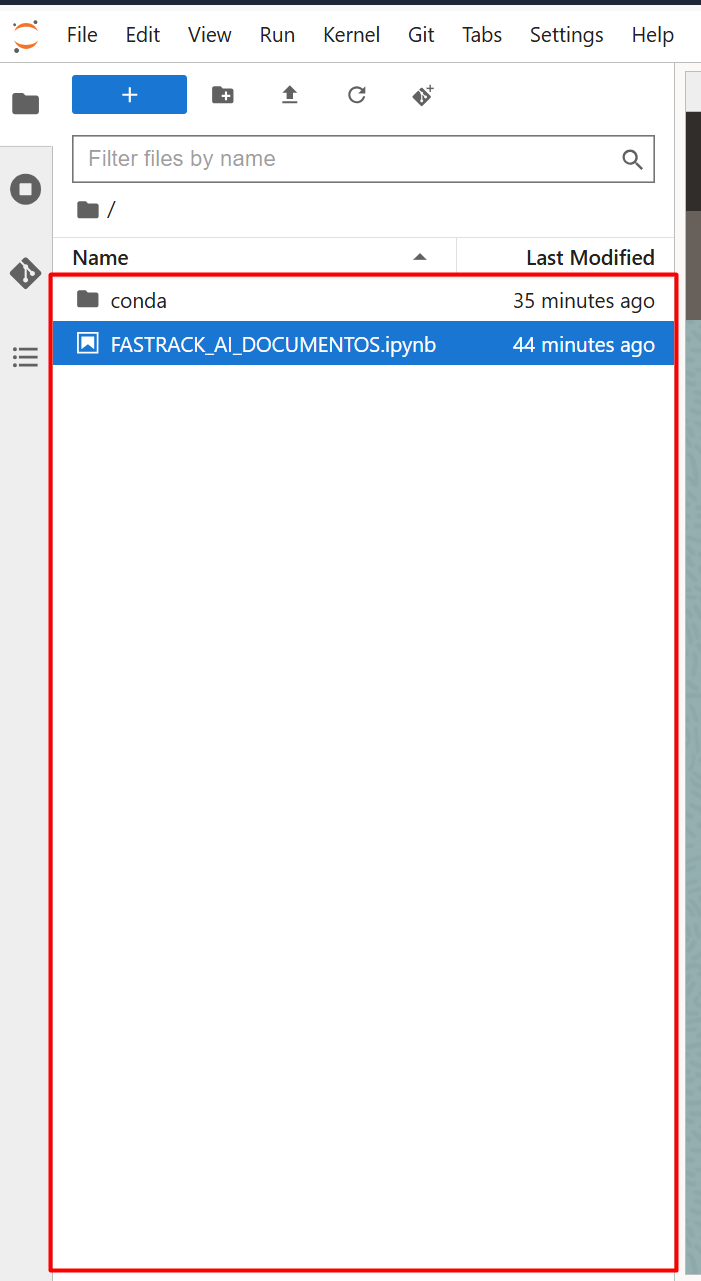 File Edit View Run Kernel Git Tabs Settings Help
Filter files by name
/
Name Last Modified
conda 35 minutes ago
FASTRACK_AI_DOCUMENTOS.ipynb 44 minutes ago